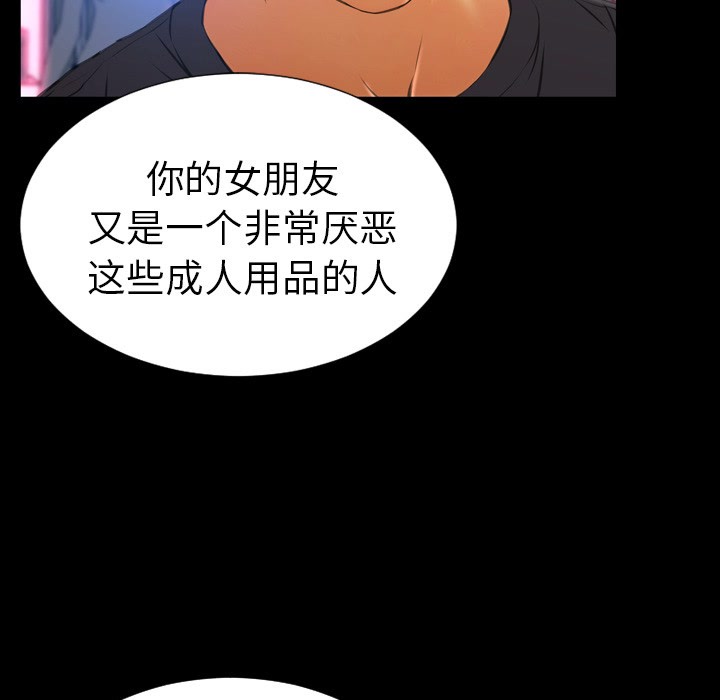 你的女朋友
又是一个非常厌恶
这些成人用品的人